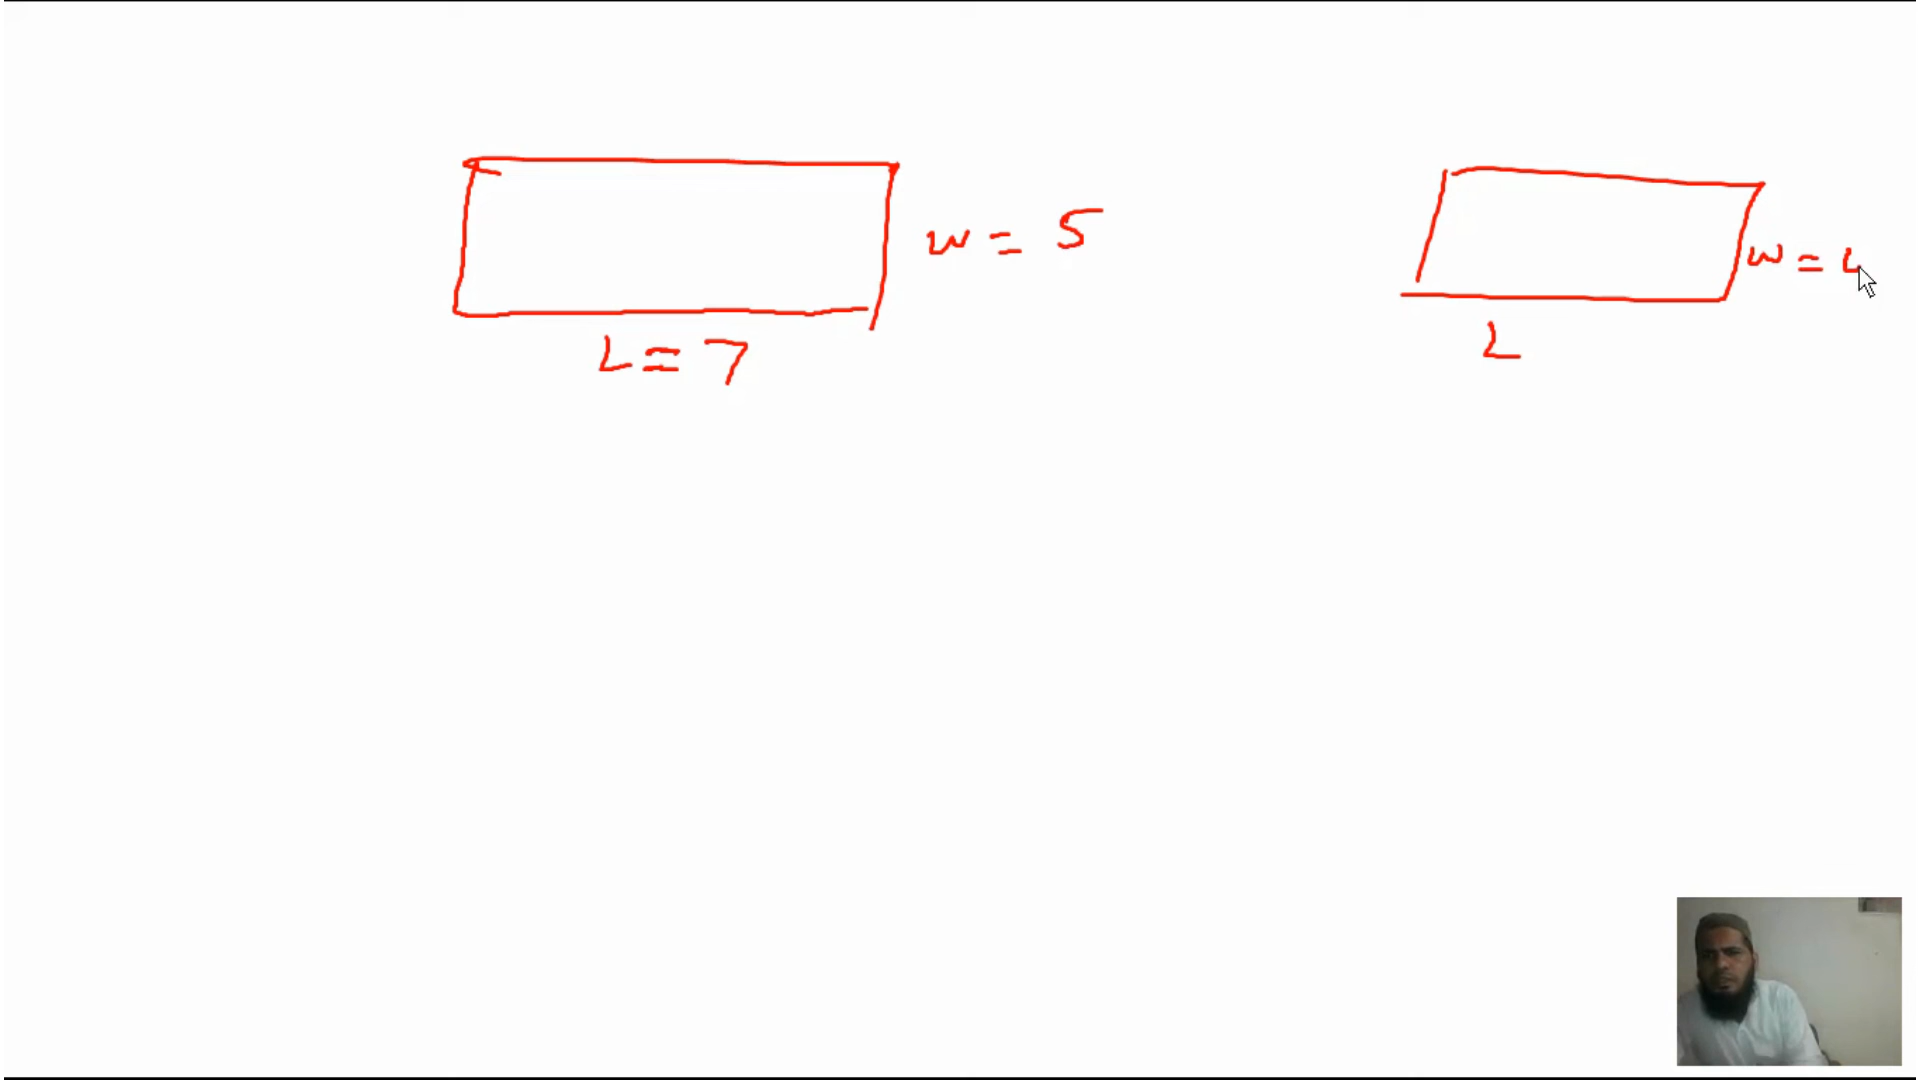 w = 5
L = 7
w = 4
L